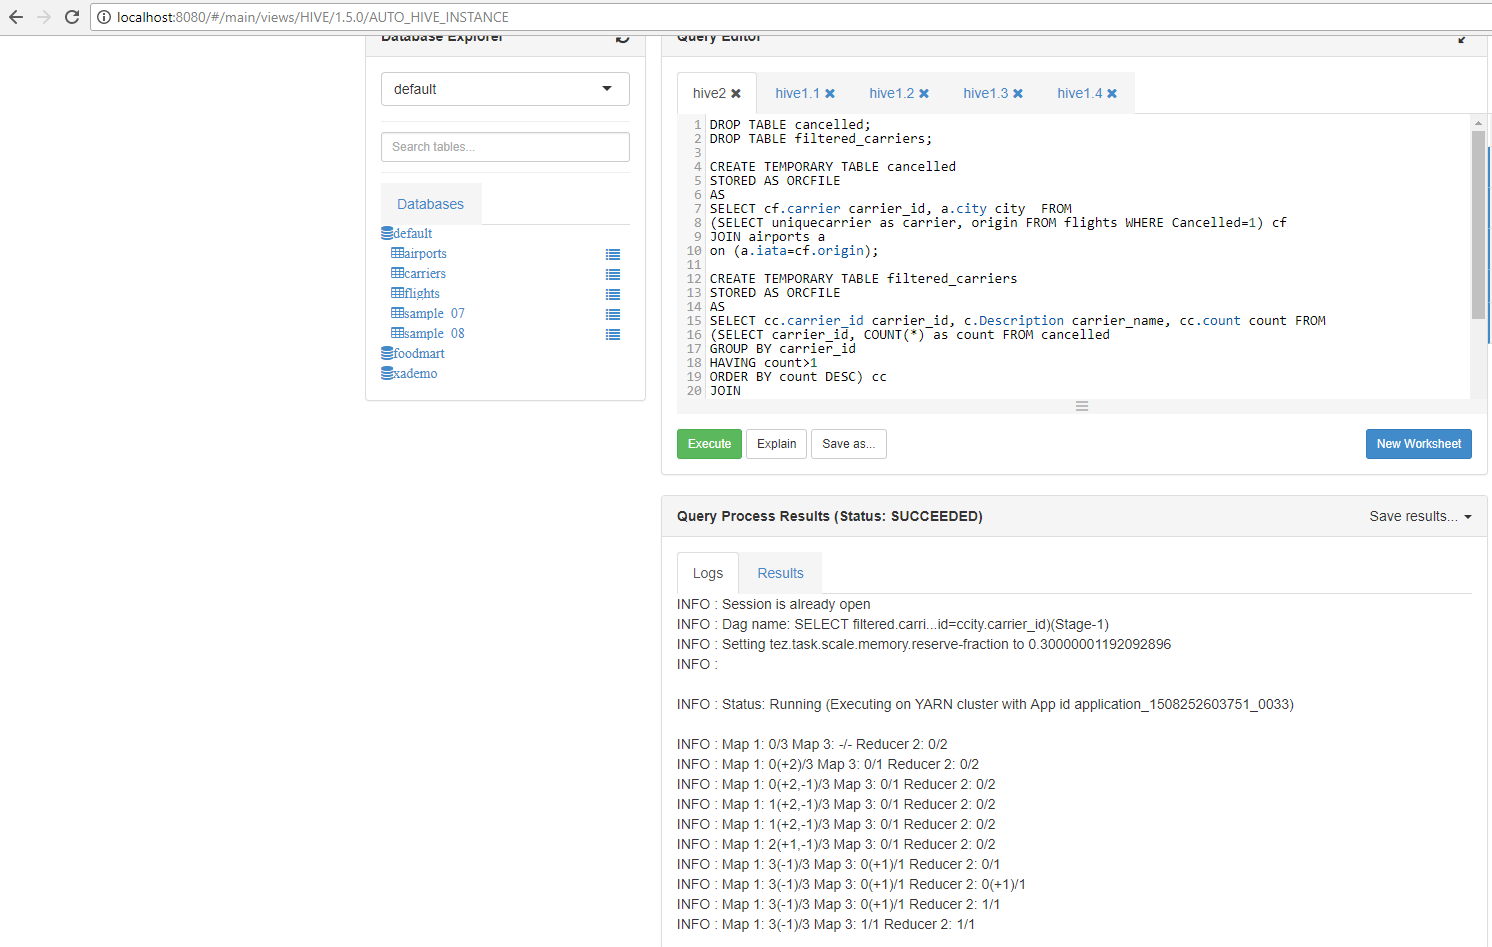 localhost:8080/#/main/views/HIVE/1.5.0/AUTO_HIVE_INSTANCE
Database Explorer
default
Search tables...
Databases
default
airports
carriers
flights
sample_07
sample_08
foodmart
xademo
Query Editor
hive2 hive1.1 hive1.2 hive1.3 hive1.4
1 DROP TABLE cancelled;
2 DROP TABLE filtered_carriers;
3
4 CREATE TEMPORARY TABLE cancelled
5 STORED AS ORCFILE
6 AS
7 SELECT cf.carrier carrier_id, a.city city  FROM
8 (SELECT uniquecarrier as carrier, origin FROM flights WHERE Cancelled=1) cf
9 JOIN airports a
10 on (a.iata=cf.origin);
11
12 CREATE TEMPORARY TABLE filtered_carriers
13 STORED AS ORCFILE
14 AS
15 SELECT cc.carrier_id carrier_id, c.Description carrier_name, cc.count count FROM
16 (SELECT carrier_id, COUNT(*) as count FROM cancelled
17 GROUP BY carrier_id
18 HAVING count>1
19 ORDER BY count DESC) cc
20 JOIN
Execute Explain Save as... New Worksheet
Query Process Results (Status: SUCCEEDED) Save results...
Logs Results
INFO : Session is already open
INFO : Dag name: SELECT filtered.carri...id=ccity.carrier_id)(Stage-1)
INFO : Setting tez.task.scale.memory.reserve-fraction to 0.30000001192092896
INFO :
INFO : Status: Running (Executing on YARN cluster with App id application_1508252603751_0033)
INFO : Map 1: 0/3 Map 3: -/- Reducer 2: 0/2
INFO : Map 1: 0(+2)/3 Map 3: 0/1 Reducer 2: 0/2
INFO : Map 1: 0(+2,-1)/3 Map 3: 0/1 Reducer 2: 0/2
INFO : Map 1: 1(+2,-1)/3 Map 3: 0/1 Reducer 2: 0/2
INFO : Map 1: 1(+2,-1)/3 Map 3: 0/1 Reducer 2: 0/2
INFO : Map 1: 2(+1,-1)/3 Map 3: 0/1 Reducer 2: 0/2
INFO : Map 1: 3(-1)/3 Map 3: 0(+1)/1 Reducer 2: 0/1
INFO : Map 1: 3(-1)/3 Map 3: 0(+1)/1 Reducer 2: 0(+1)/1
INFO : Map 1: 3(-1)/3 Map 3: 0(+1)/1 Reducer 2: 1/1
INFO : Map 1: 3(-1)/3 Map 3: 1/1 Reducer 2: 1/1